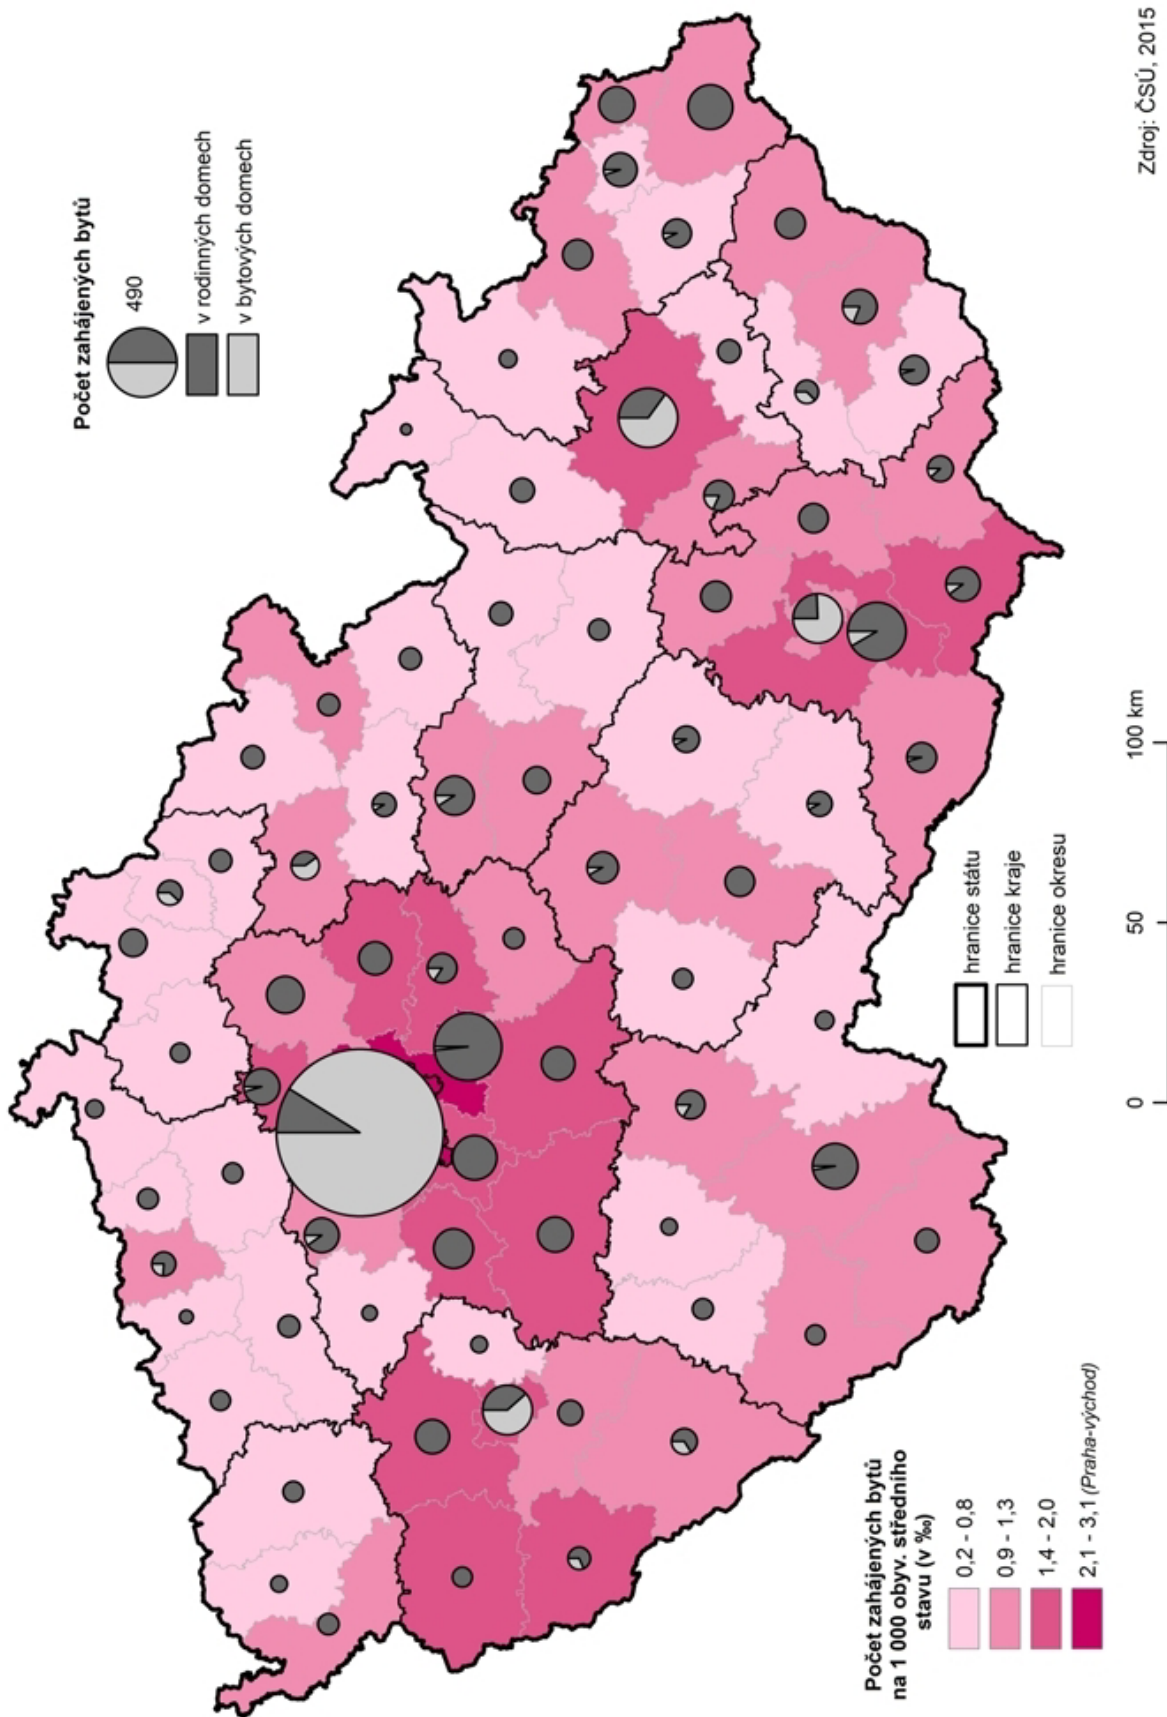 Počet zahájených bytů
490
v rodinných domech
v bytových domech
Počet zahájených bytů
na 1 000 obyv. středního
stavu (v ‰)
0,2 - 0,8
0,9 - 1,3
1,4 - 2,0
2,1 - 3,1 (Praha-východ)
hranice státu
hranice kraje
hranice okresu
0 50 100 km
Zdroj: ČSÚ, 2015